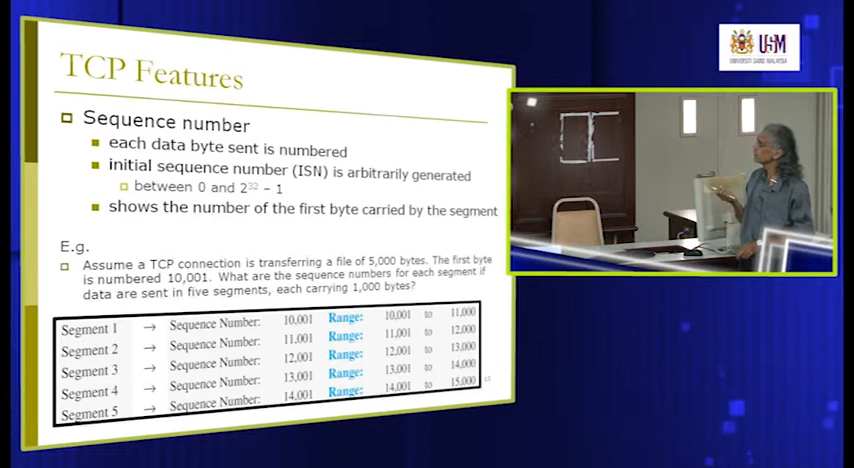 TCP Features
Sequence number
each data byte sent is numbered
initial sequence number (ISN) is arbitrarily generated
between 0 and 2³² – 1
shows the number of the first byte carried by the segment
E.g.
Assume a TCP connection is transferring a file of 5,000 bytes. The first byte
is numbered 10,001. What are the sequence numbers for each segment if
data are sent in five segments, each carrying 1,000 bytes?
Segment 1 → Sequence Number: 10,001 Range: 10,001 to 11,000
Segment 2 → Sequence Number: 11,001 Range: 11,001 to 12,000
Segment 3 → Sequence Number: 12,001 Range: 12,001 to 13,000
Segment 4 → Sequence Number: 13,001 Range: 13,001 to 14,000
Segment 5 → Sequence Number: 14,001 Range: 14,001 to 15,000
USM
UNIVERSITI SAINS MALAYSIA